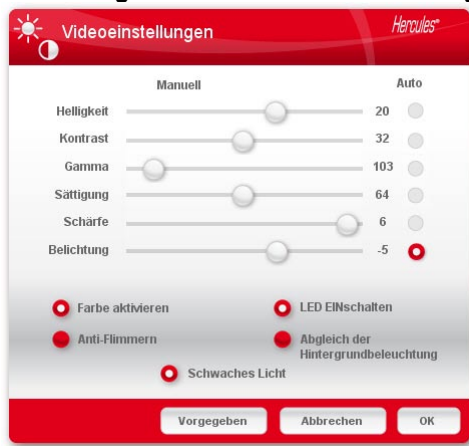 Videoeinstellungen
Hercules®
Manuell Auto
Helligkeit 20
Kontrast 32
Gamma 103
Sättigung 64
Schärfe 6
Belichtung -5
Farbe aktivieren LED EINschalten
Anti-Flimmern Abgleich der
Hintergrundbeleuchtung
Schwaches Licht
Vorgegeben Abbrechen OK